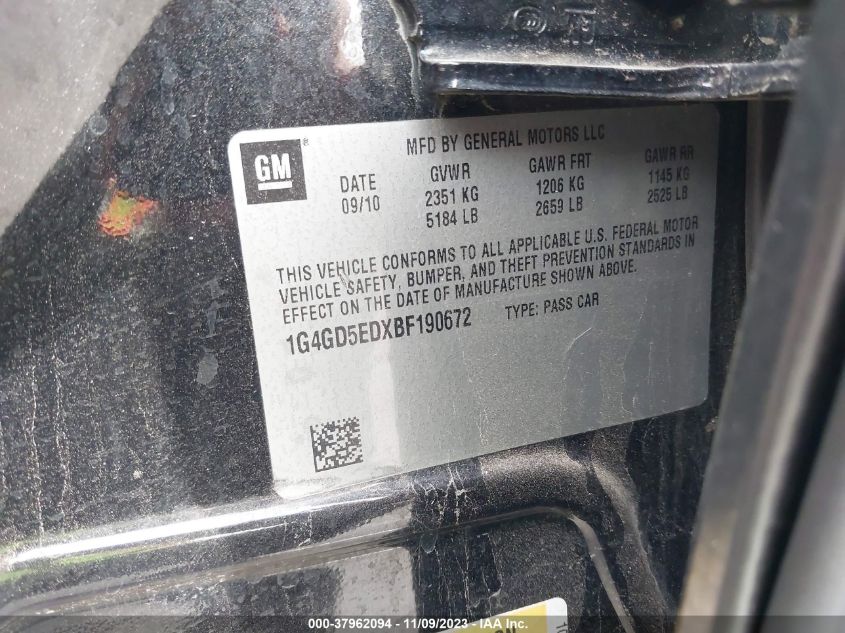 MFD BY GENERAL MOTORS LLC
GM®
DATE GVWR GAWR FRT GAWR RR
09/10 2351 KG 1206 KG 1145 KG
5184 LB 2659 LB 2525 LB
THIS VEHICLE CONFORMS TO ALL APPLICABLE U.S. FEDERAL MOTOR
VEHICLE SAFETY, BUMPER, AND THEFT PREVENTION STANDARDS IN
EFFECT ON THE DATE OF MANUFACTURE SHOWN ABOVE.
1G4GD5EDXBF190672 TYPE: PASS CAR
000-37962094 - 11/09/2023 - IAA Inc.